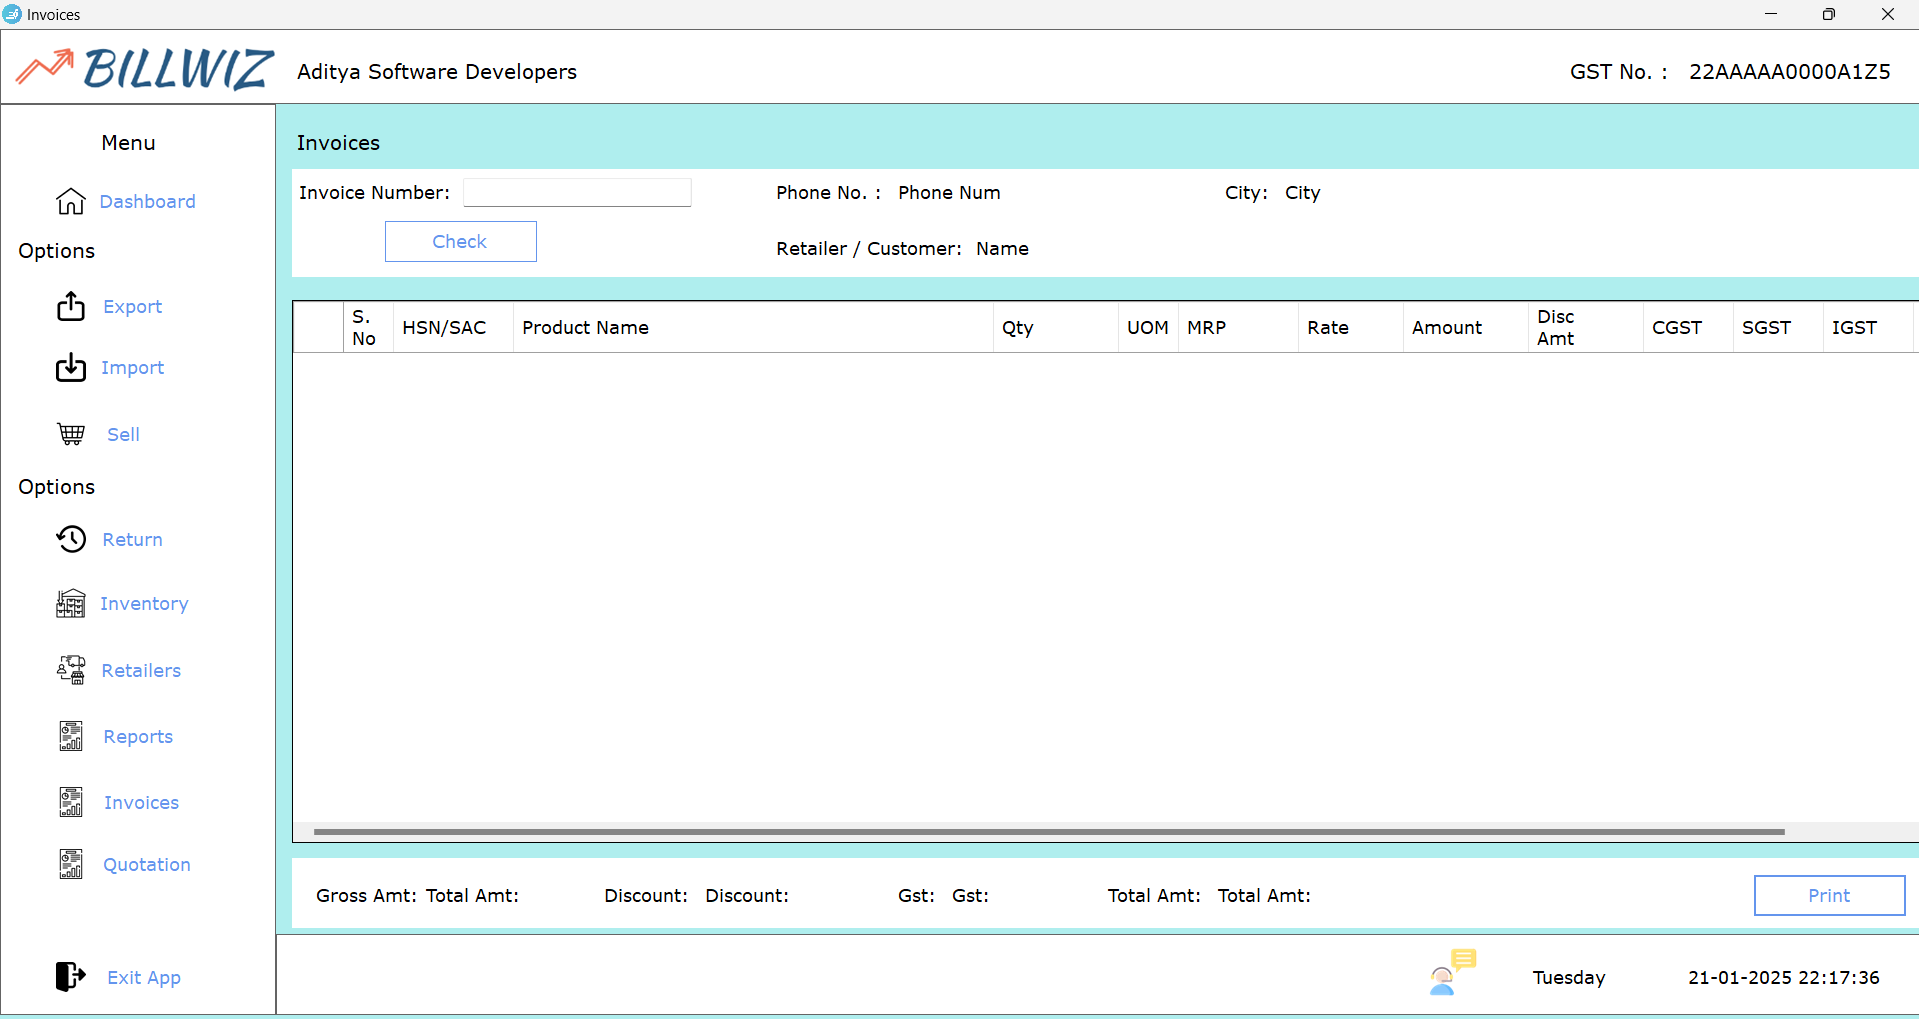 Invoices
BILLWIZ
Aditya Software Developers
GST No. : 22AAAAA0000A1Z5
Menu
Dashboard
Options
Export
Import
Sell
Options
Return
Inventory
Retailers
Reports
Invoices
Quotation
Exit App
Invoices
Invoice Number:
Phone No. : Phone Num
City: City
Check
Retailer / Customer: Name
S. No
HSN/SAC
Product Name
Qty
UOM
MRP
Rate
Amount
Disc Amt
CGST
SGST
IGST
Gross Amt: Total Amt:
Discount: Discount:
Gst: Gst:
Total Amt: Total Amt:
Print
Tuesday
21-01-2025 22:17:36